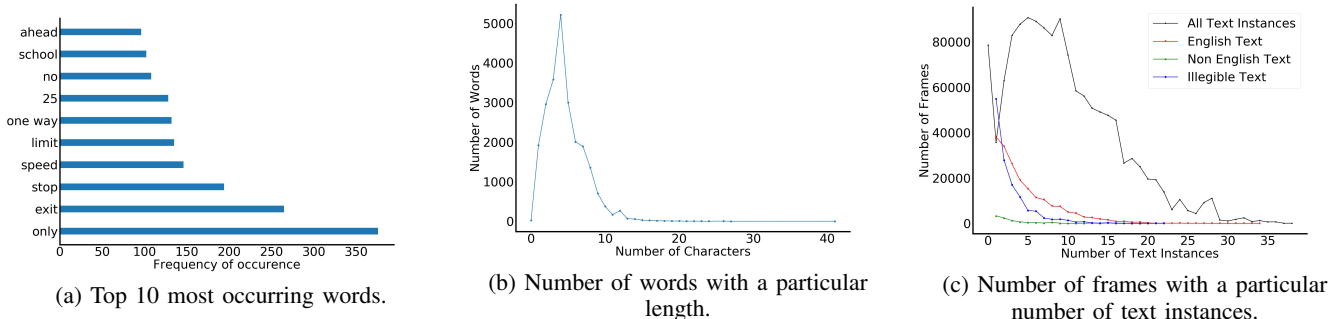 ahead
school
no
25
one way
limit
speed
stop
exit
only
0 50 100 150 200 250 300 350
Frequency of occurence
(a) Top 10 most occurring words.
5000
4000
3000
2000
1000
0
Number of Words
0 10 20 30 40
Number of Characters
(b) Number of words with a particular
length.
80000
60000
40000
20000
0
Number of Frames
All Text Instances
English Text
Non English Text
Illegible Text
0 5 10 15 20 25 30 35
Number of Text Instances
(c) Number of frames with a particular
number of text instances.